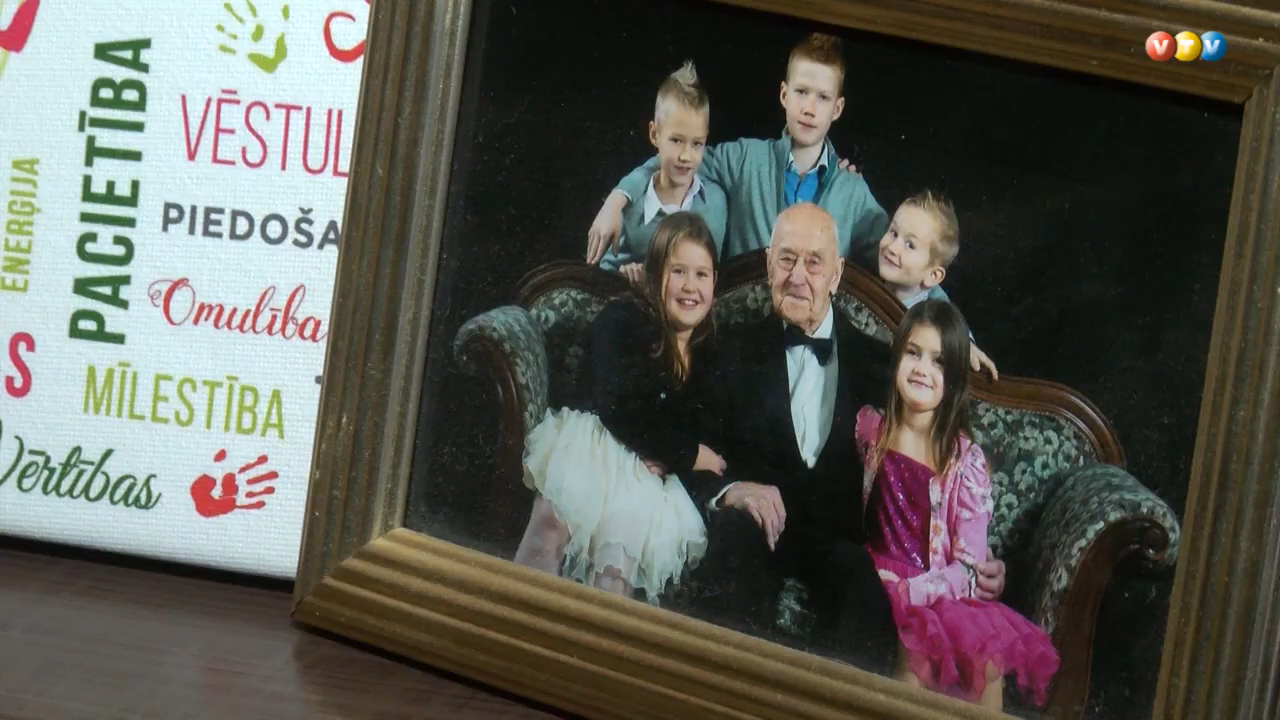 VTV
PACIETĪBA
VĒSTUL
ENERĢIJA
PIEDOŠA
Omulība
S
MĪLESTĪBA
Vērtības